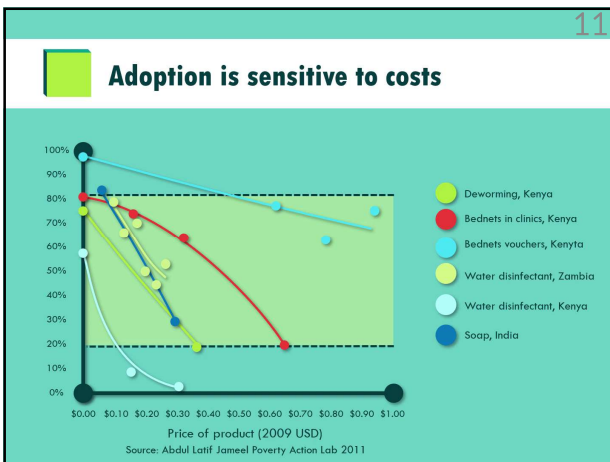 11
Adoption is sensitive to costs
100%
90%
80%
70%
60%
50%
40%
30%
20%
10%
0%
$0.00 $0.10 $0.20 $0.40 $0.50 $0.30 $0.60 $0.70 $0.80 $0.90 $1.00
Price of product (2009 USD)
Source: Abdul Latif Jameel Poverty Action Lab 2011
Deworming, Kenya
Bednets in clinics, Kenya
Bednets vouchers, Kenyta
Water disinfectant, Zambia
Water disinfectant, Kenya
Soap, India